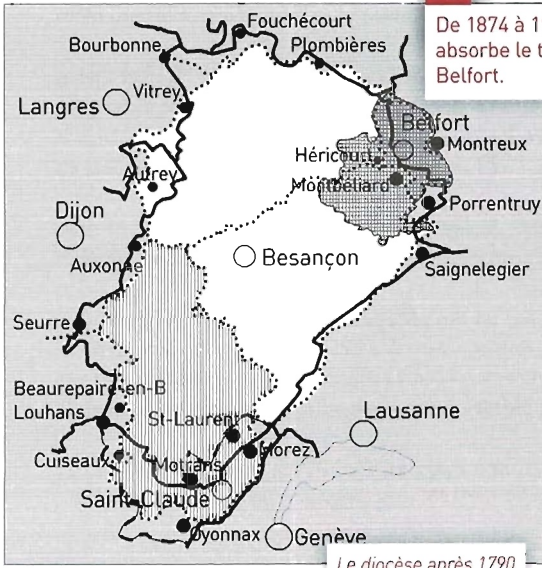 Fouchécourt
Bourbonne
Plombières
De 1874 à 1
absorbe le t
Belfort.
Vitrey
Langres
Belfort
Montreux
Héricourt
Montbéliard
Autrey
Porrentruy
Dijon
Besançon
Auxonne
Saignelegier
Seurre
Beaurepaire-en-B
Louhans
St-Laurent
Lausanne
Cuiseaux
Morez
Motrans
Saint-Claude
Oyonnax
Genève
Le diocèse après 1790